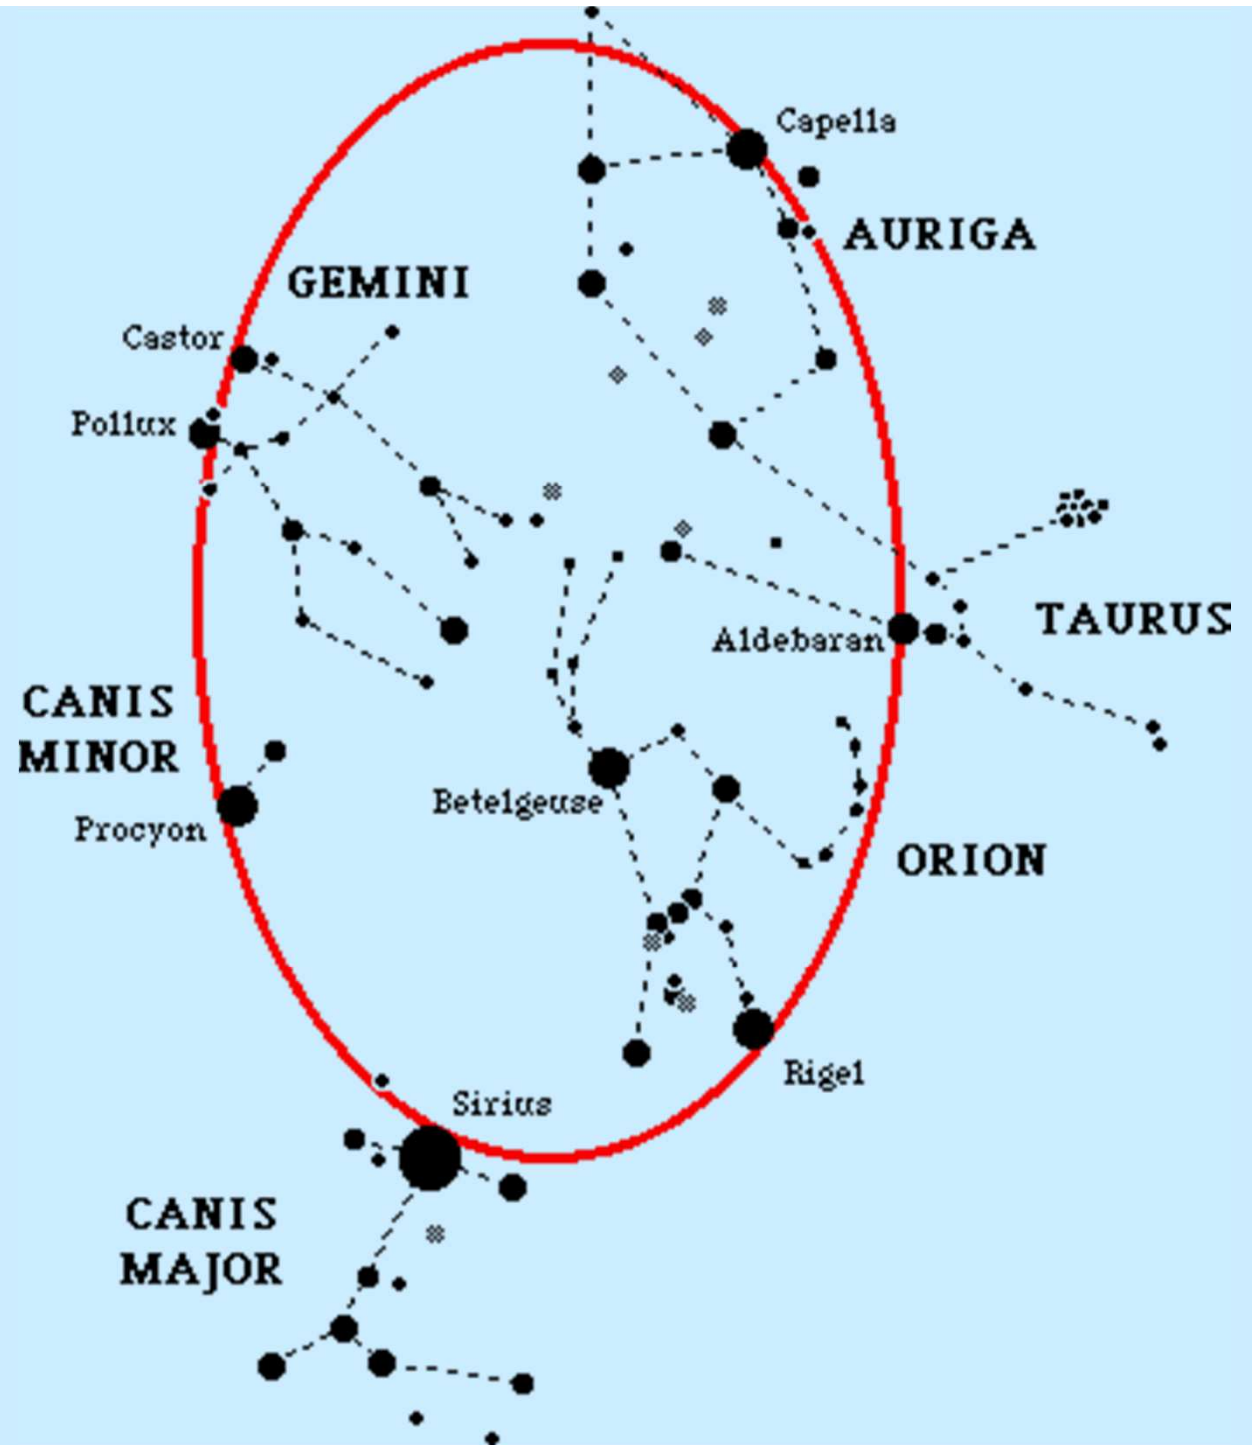 Capella
AURIGA
GEMINI
Castor
Pollux
TAURUS
Aldebaran
CANIS
MINOR
Betelgeuse
Procyon
ORION
Rigel
Sirius
CANIS
MAJOR